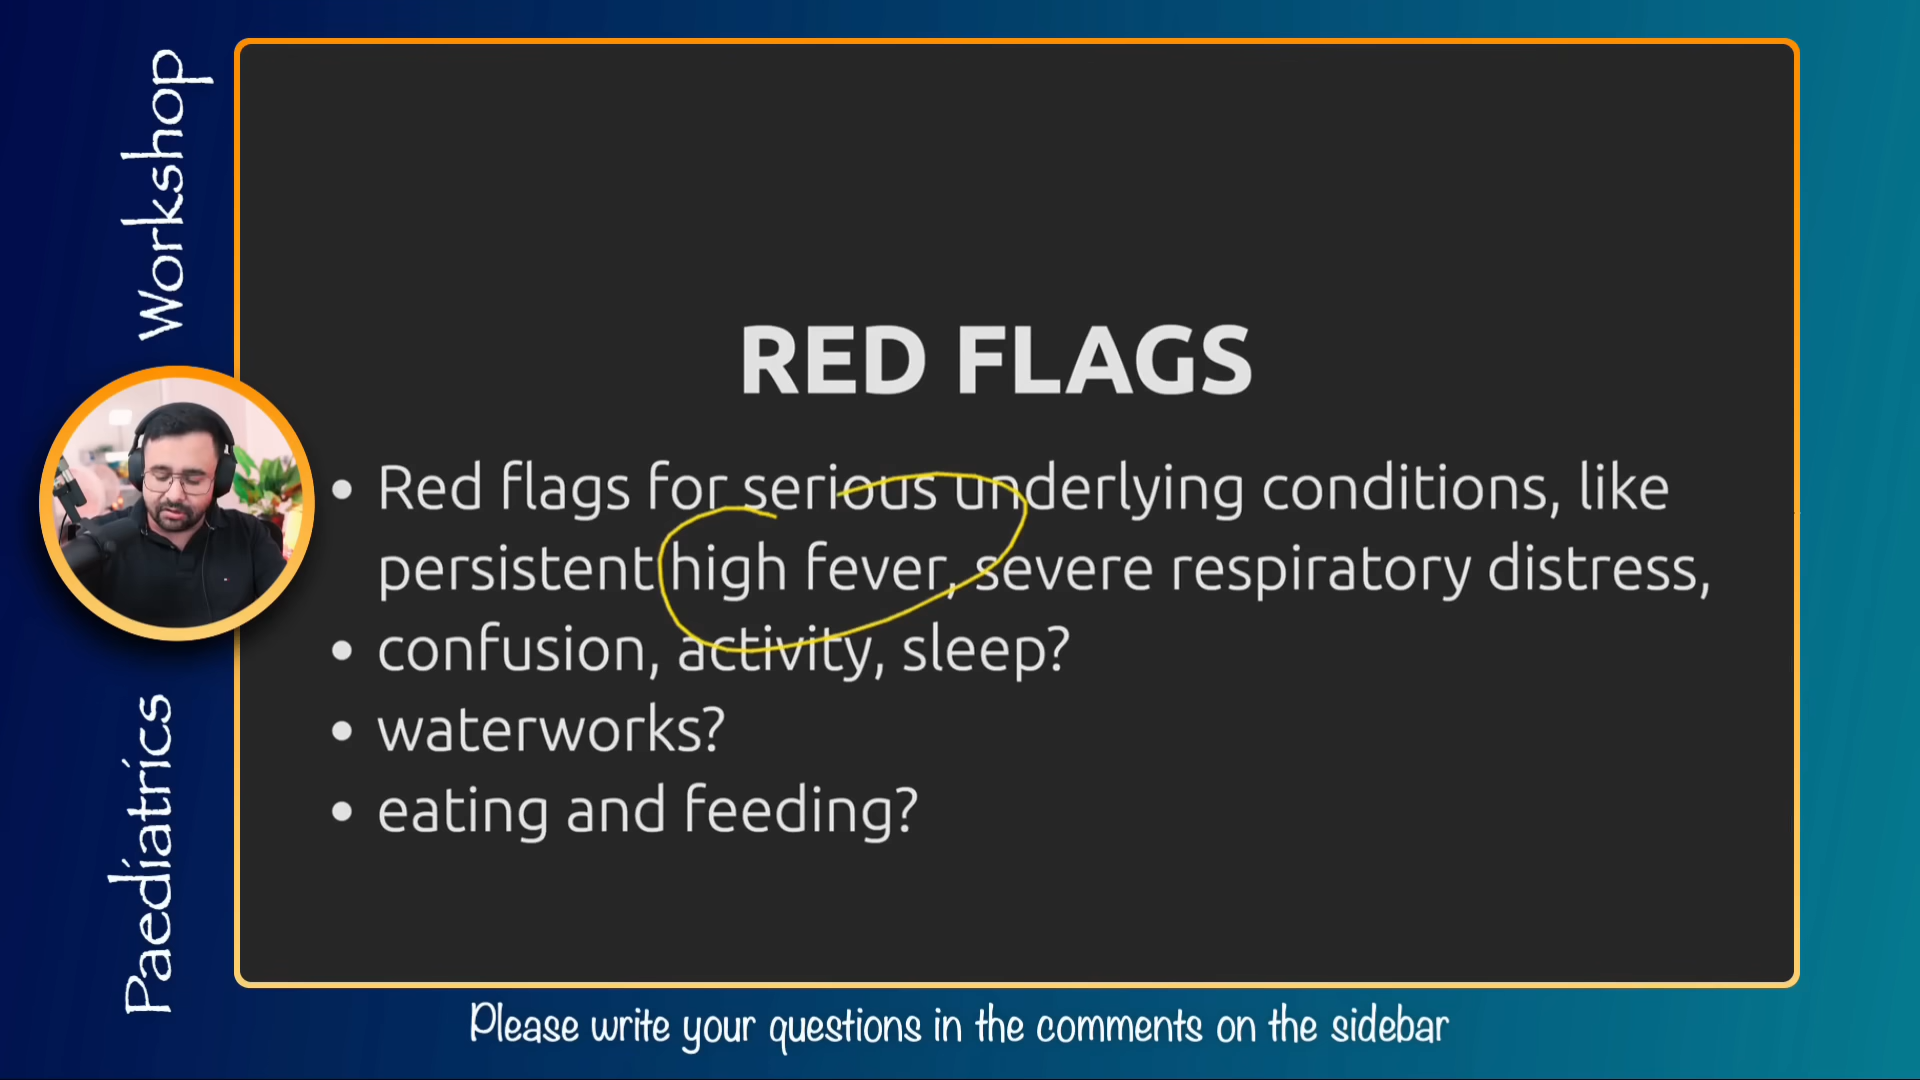 Paediatrics Workshop
RED FLAGS
• Red flags for serious underlying conditions, like
persistent high fever, severe respiratory distress,
• confusion, activity, sleep?
• waterworks?
• eating and feeding?
Please write your questions in the comments on the sidebar